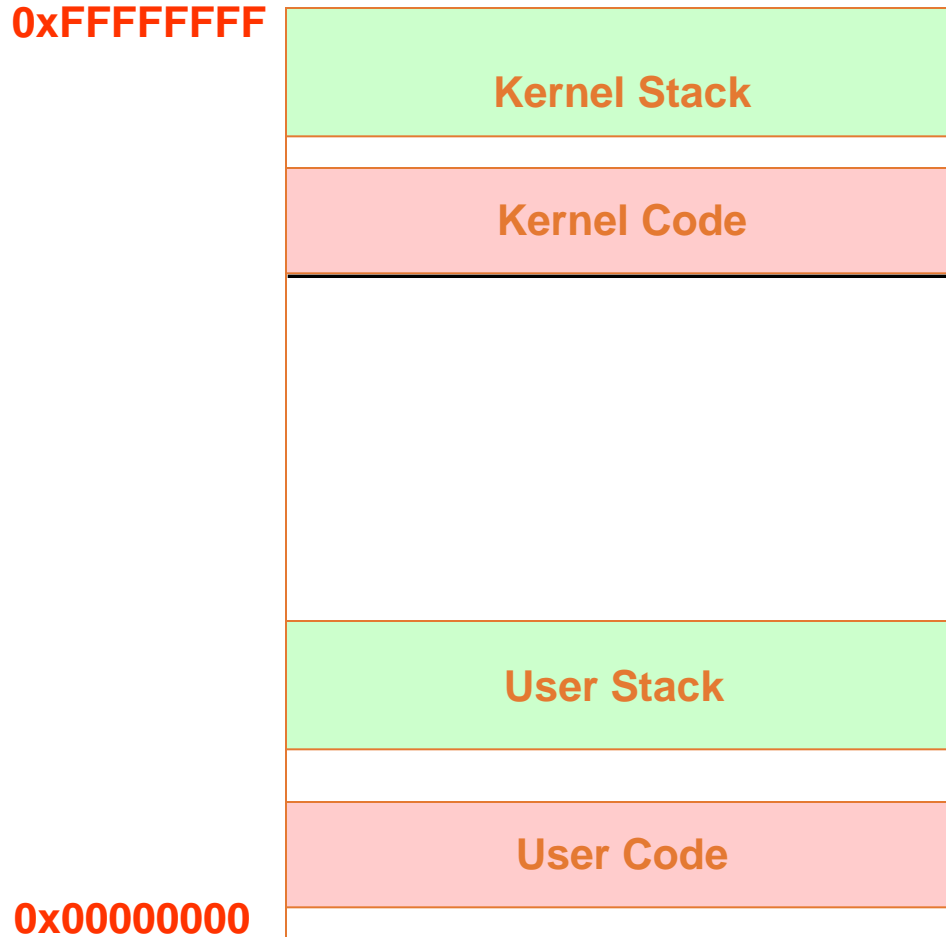 0xFFFFFFFF
Kernel Stack
Kernel Code
User Stack
User Code
0x00000000